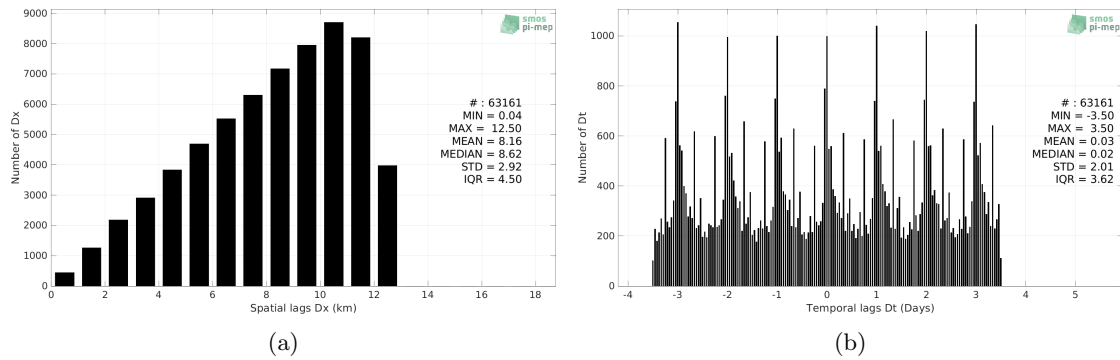 9000
8000
7000
6000
5000
4000
3000
2000
1000
0
Number of Dx
smos
pi-mep
# : 63161
MIN = 0.04
MAX = 12.50
MEAN = 8.16
MEDIAN = 8.62
STD = 2.92
IQR = 4.50
0 2 4 6 8 10 12 14 16 18
Spatial lags Dx (km)
(a)
1000
800
600
400
200
0
Number of Dt
smos
pi-mep
# : 63161
MIN = -3.50
MAX = 3.50
MEAN = 0.03
MEDIAN = 0.02
STD = 2.01
IQR = 3.62
-4 -3 -2 -1 0 1 2 3 4 5
Temporal lags Dt (Days)
(b)